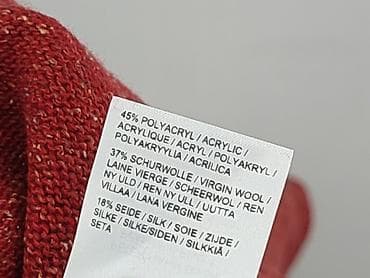 45% POLYACRYL / ACRYLIC /
ACRYLIQUE / ACRYL / POLYAKRYL /
POLYAKRYYLIA / ACRILICA
37% SCHURWOLLE / VIRGIN WOOL /
LAINE VIERGE / SCHEERWOL / REN
NY ULD / REN NY ULL / UUTTA
VILLAA / LANA VERGINE
18% SEIDE / SILK / SOIE / ZIJDE /
SILKE / SILKE/SIDEN / SILKKIÄ /
SETA